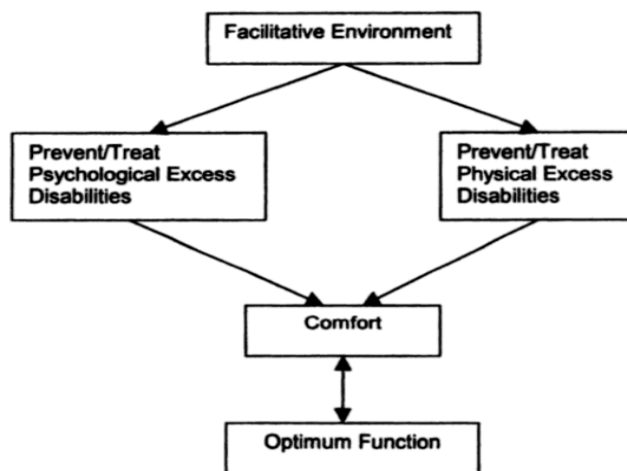 Facilitative Environment
Prevent/Treat
Psychological Excess
Disabilities
Prevent/Treat
Physical Excess
Disabilities
Comfort
Optimum Function